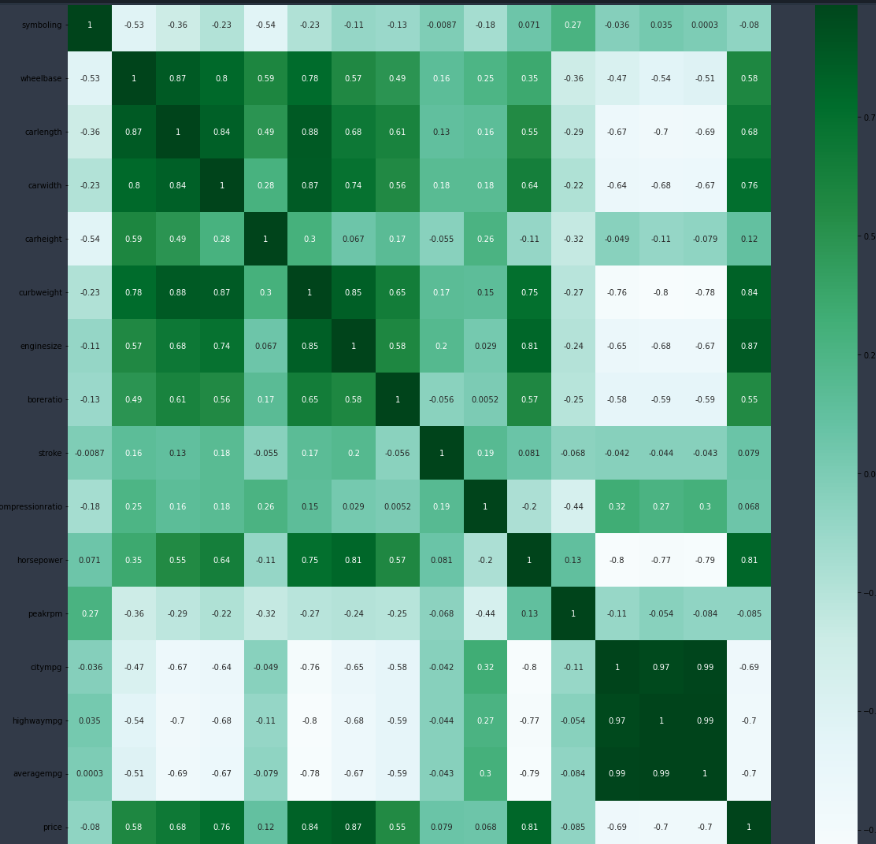 symboling 1 -0.53 -0.36 -0.23 -0.54 -0.23 -0.11 -0.13 -0.0087 -0.18 0.071 0.27 -0.036 0.035 0.0003 -0.08
wheelbase -0.53 1 0.87 0.8 0.59 0.78 0.57 0.49 0.16 0.25 0.35 -0.36 -0.47 -0.54 -0.51 0.58
carlength -0.36 0.87 1 0.84 0.49 0.88 0.68 0.61 0.13 0.16 0.55 -0.29 -0.67 -0.7 -0.69 0.68
carwidth -0.23 0.8 0.84 1 0.28 0.87 0.74 0.56 0.18 0.18 0.64 -0.22 -0.64 -0.68 -0.67 0.76
carheight -0.54 0.59 0.49 0.28 1 0.3 0.067 0.17 -0.055 0.26 -0.11 -0.32 -0.049 -0.11 -0.079 0.12
curbweight -0.23 0.78 0.88 0.87 0.3 1 0.85 0.65 0.17 0.15 0.75 -0.27 -0.76 -0.8 -0.78 0.84
enginesize -0.11 0.57 0.68 0.74 0.067 0.85 1 0.58 0.2 0.029 0.81 -0.24 -0.65 -0.68 -0.67 0.87
boreratio -0.13 0.49 0.61 0.56 0.17 0.65 0.58 1 -0.056 0.0052 0.57 -0.25 -0.58 -0.59 -0.59 0.55
stroke -0.0087 0.16 0.13 0.18 -0.055 0.17 0.2 -0.056 1 0.19 0.081 -0.068 -0.042 -0.044 -0.043 0.079
ompressionratio -0.18 0.25 0.16 0.18 0.26 0.15 0.029 0.0052 0.19 1 -0.2 -0.44 0.32 0.27 0.3 0.068
horsepower 0.071 0.35 0.55 0.64 -0.11 0.75 0.81 0.57 0.081 -0.2 1 0.13 -0.8 -0.77 -0.79 0.81
peakrpm 0.27 -0.36 -0.29 -0.22 -0.32 -0.27 -0.24 -0.25 -0.068 -0.44 0.13 1 -0.11 -0.054 -0.084 -0.085
citympg -0.036 -0.47 -0.67 -0.64 -0.049 -0.76 -0.65 -0.58 -0.042 0.32 -0.8 -0.11 1 0.97 0.99 -0.69
highwaympg 0.035 -0.54 -0.7 -0.68 -0.11 -0.8 -0.68 -0.59 -0.044 0.27 -0.77 -0.054 0.97 1 0.99 -0.7
averagempg 0.0003 -0.51 -0.69 -0.67 -0.079 -0.78 -0.67 -0.59 -0.043 0.3 -0.79 -0.084 0.99 0.99 1 -0.7
price -0.08 0.58 0.68 0.76 0.12 0.84 0.87 0.55 0.079 0.068 0.81 -0.085 -0.69 -0.7 -0.7 1